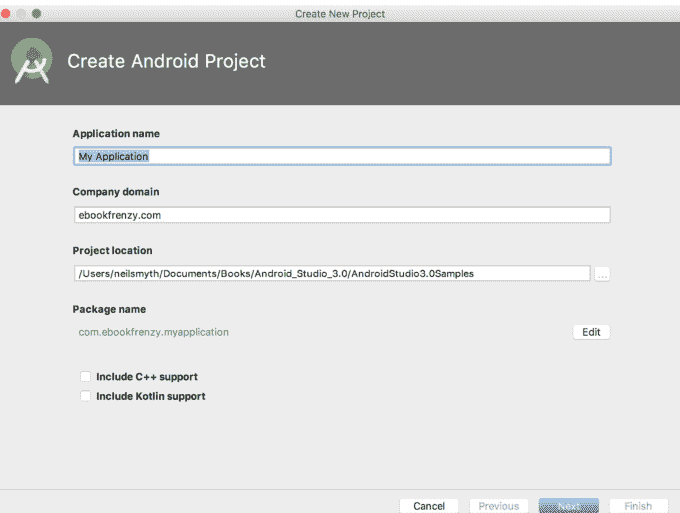 Create New Project
Create Android Project
Application name
My Application
Company domain
ebookfrenzy.com
Project location
/Users/neilsmyth/Documents/Books/Android_Studio_3.0/AndroidStudio3.0Samples
...
Package name
com.ebookfrenzy.myapplication
Edit
Include C++ support
Include Kotlin support
Cancel Previous Next Finish